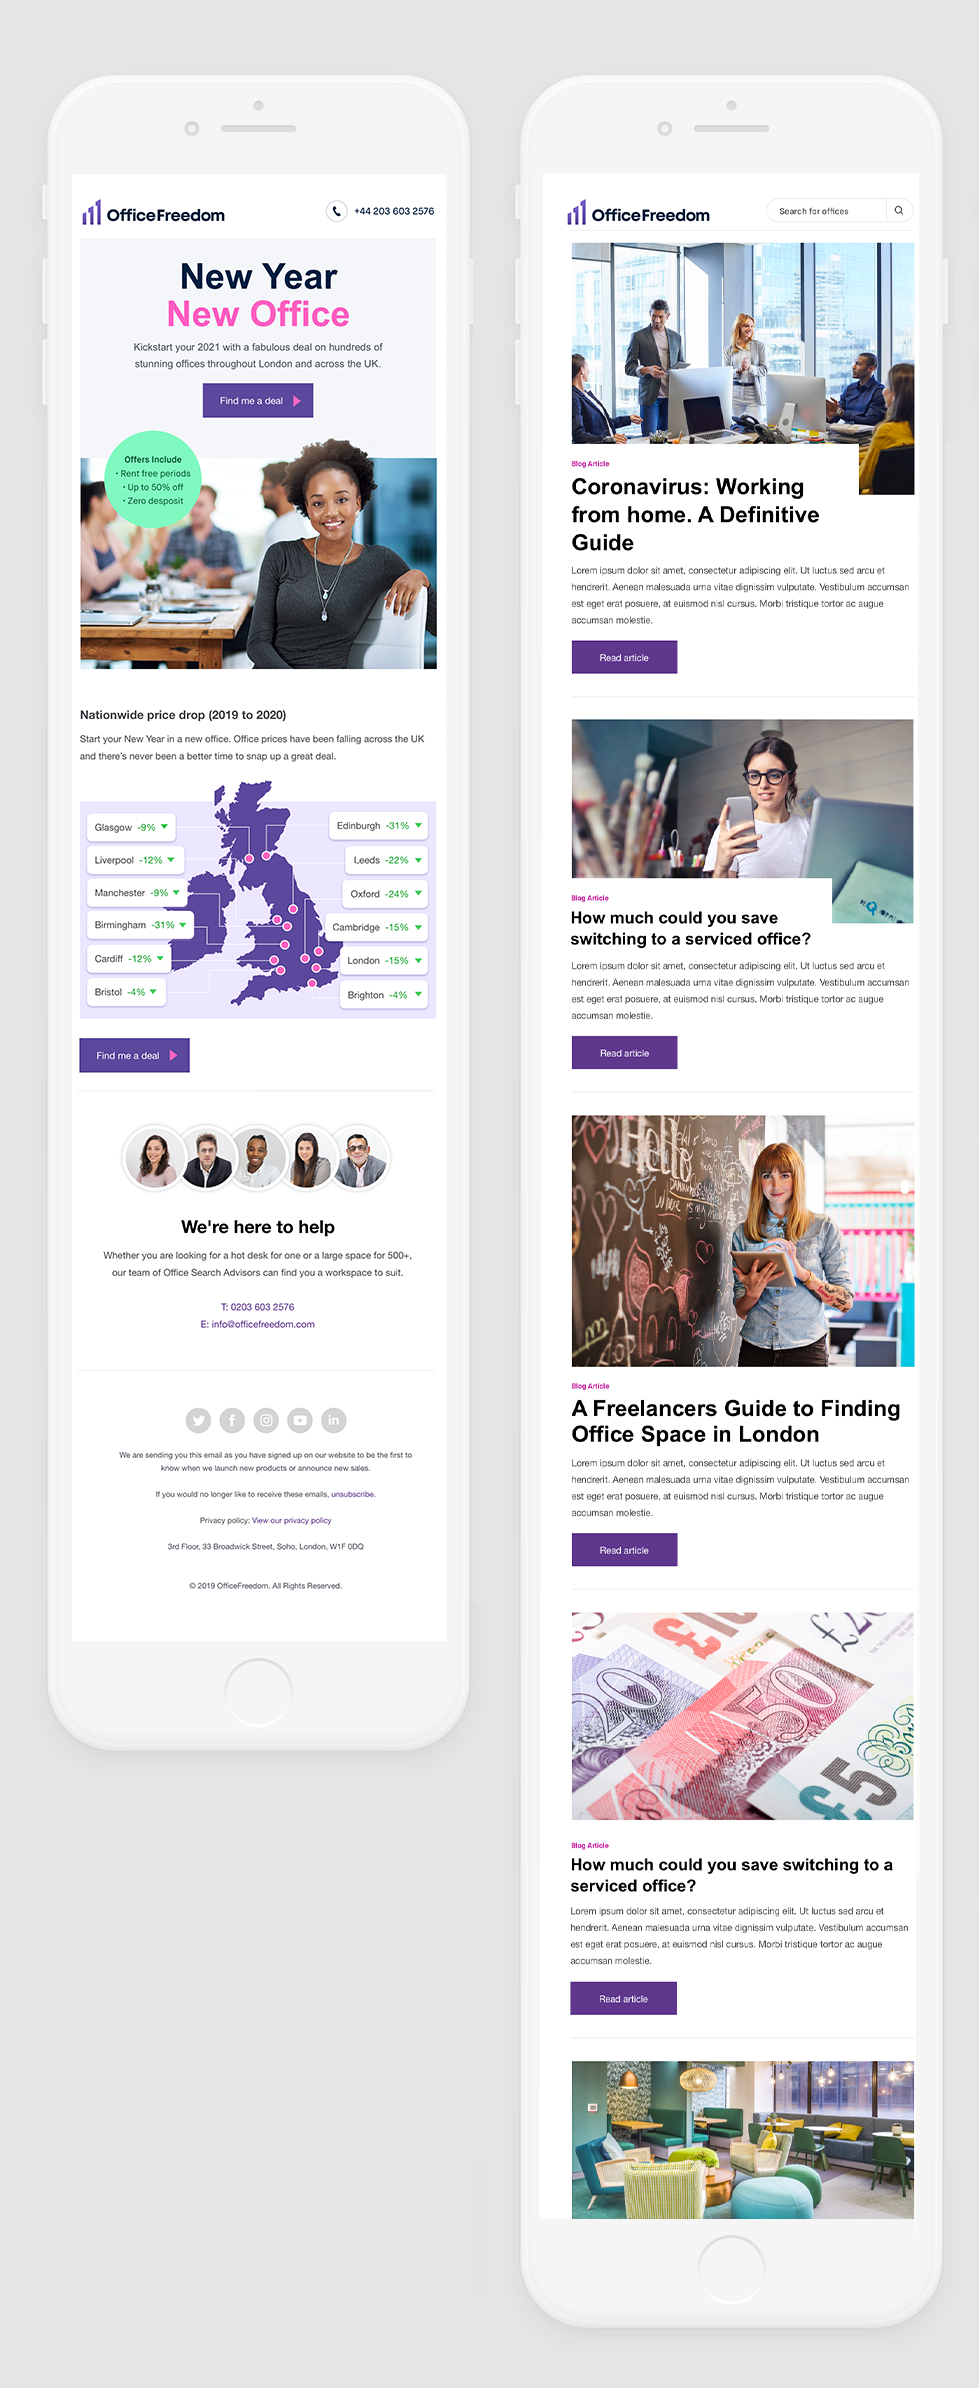 OfficeFreedom
+44 203 603 2576
New Year
New Office
Kickstart your 2021 with a fabulous deal on hundreds of
stunning offices throughout London and across the UK.
Find me a deal
Offers Include
• Rent free periods
• Up to 50% off
• Zero desposit
Nationwide price drop (2019 to 2020)
Start your New Year in a new office. Office prices have been falling across the UK
and there's never been a better time to snap up a great deal.
Glasgow -9%
Liverpool -12%
Manchester -9%
Birmingham -31%
Cardiff -12%
Bristol -4%
Edinburgh -31%
Leeds -22%
Oxford -24%
Cambridge -15%
London -15%
Brighton -4%
Find me a deal
We're here to help
Whether you are looking for a hot desk for one or a large space for 500+,
our team of Office Search Advisors can find you a workspace to suit.
T: 0203 603 2576
E: info@officefreedom.com
We are sending you this email as you have signed up on our website to be the first to
know when we launch new products or announce new sales.
If you would no longer like to receive these emails, unsubscribe.
Privacy policy: View our privacy policy
3rd Floor, 33 Broadwick Street, Soho, London, W1F 0DQ
© 2019 OfficeFreedom. All Rights Reserved.
OfficeFreedom
Search for offices
Blog Article
Coronavirus: Working
from home. A Definitive
Guide
Lorem ipsum dolor sit amet, consectetur adipiscing elit. Ut luctus sed arcu et
hendrerit. Aenean malesuada urna vitae dignissim vulputate. Vestibulum accumsan
est eget erat posuere, at euismod nisl cursus. Morbi tristique tortor ac augue
accumsan molestie.
Read article
Blog Article
How much could you save
switching to a serviced office?
Lorem ipsum dolor sit amet, consectetur adipiscing elit. Ut luctus sed arcu et
hendrerit. Aenean malesuada urna vitae dignissim vulputate. Vestibulum accumsan
est eget erat posuere, at euismod nisl cursus. Morbi tristique tortor ac augue
accumsan molestie.
Read article
Blog Article
A Freelancers Guide to Finding
Office Space in London
Lorem ipsum dolor sit amet, consectetur adipiscing elit. Ut luctus sed arcu et
hendrerit. Aenean malesuada urna vitae dignissim vulputate. Vestibulum accumsan
est eget erat posuere, at euismod nisl cursus. Morbi tristique tortor ac augue
accumsan molestie.
Read article
£10
£20
20
50
£5
Blog Article
How much could you save switching to a
serviced office?
Lorem ipsum dolor sit amet, consectetur adipiscing elit. Ut luctus sed arcu et
hendrerit. Aenean malesuada urna vitae dignissim vulputate. Vestibulum accumsan
est eget erat posuere, at euismod nisl cursus. Morbi tristique tortor ac augue
accumsan molestie.
Read article